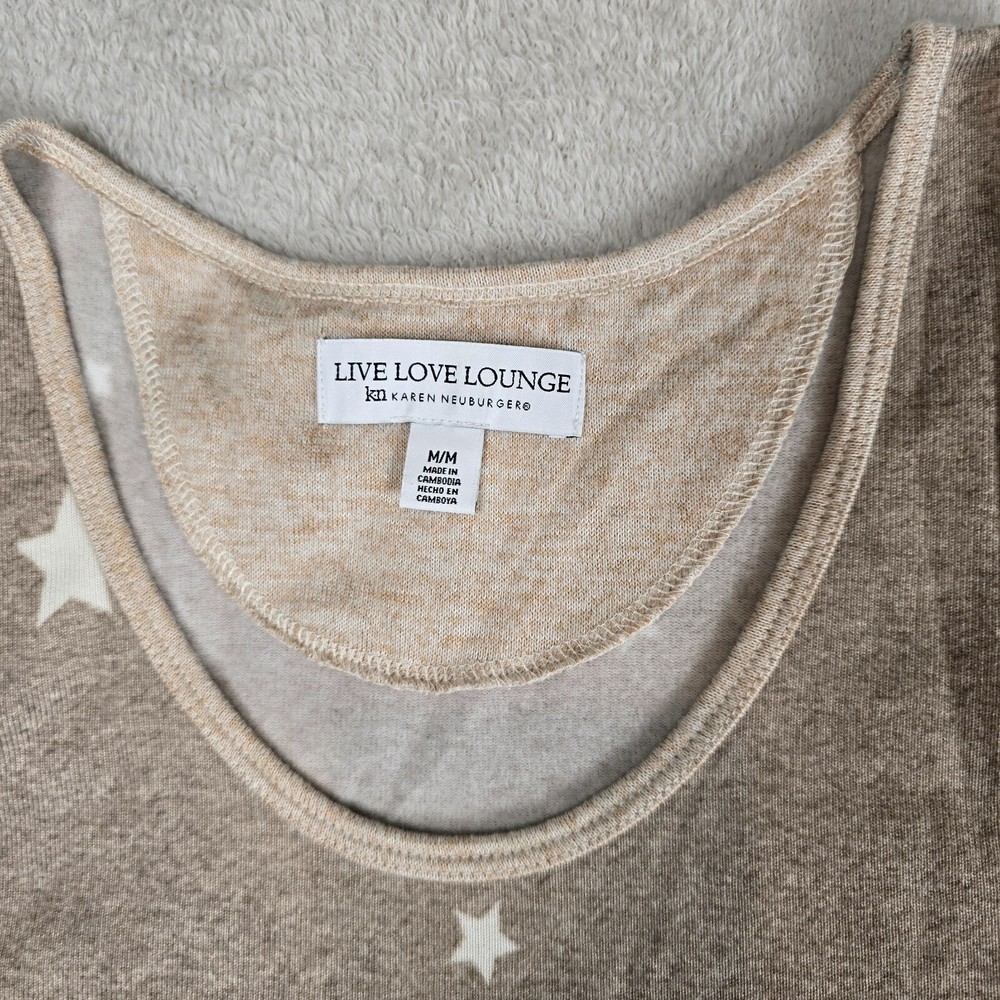 LIVE LOVE LOUNGE
kn KAREN NEUBURGER®
M/M
MADE IN
CAMBODIA
HECHO EN
CAMBOYA